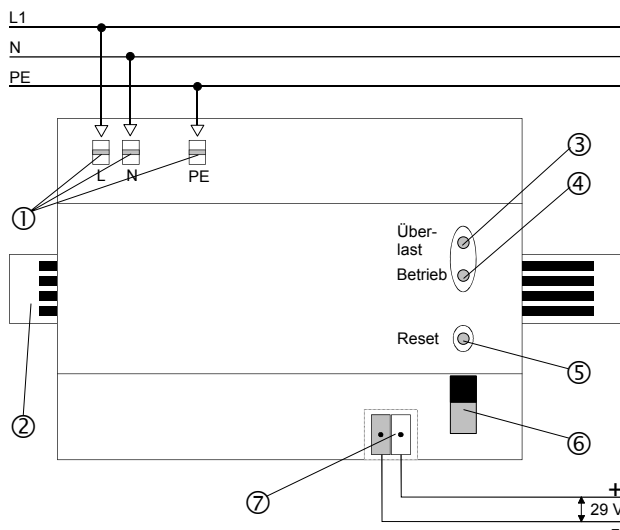 L1
N
PE
L N PE
①
③
④
Über-
last
Betrieb
Reset
②
⑤
⑥
⑦
+
29 V
-